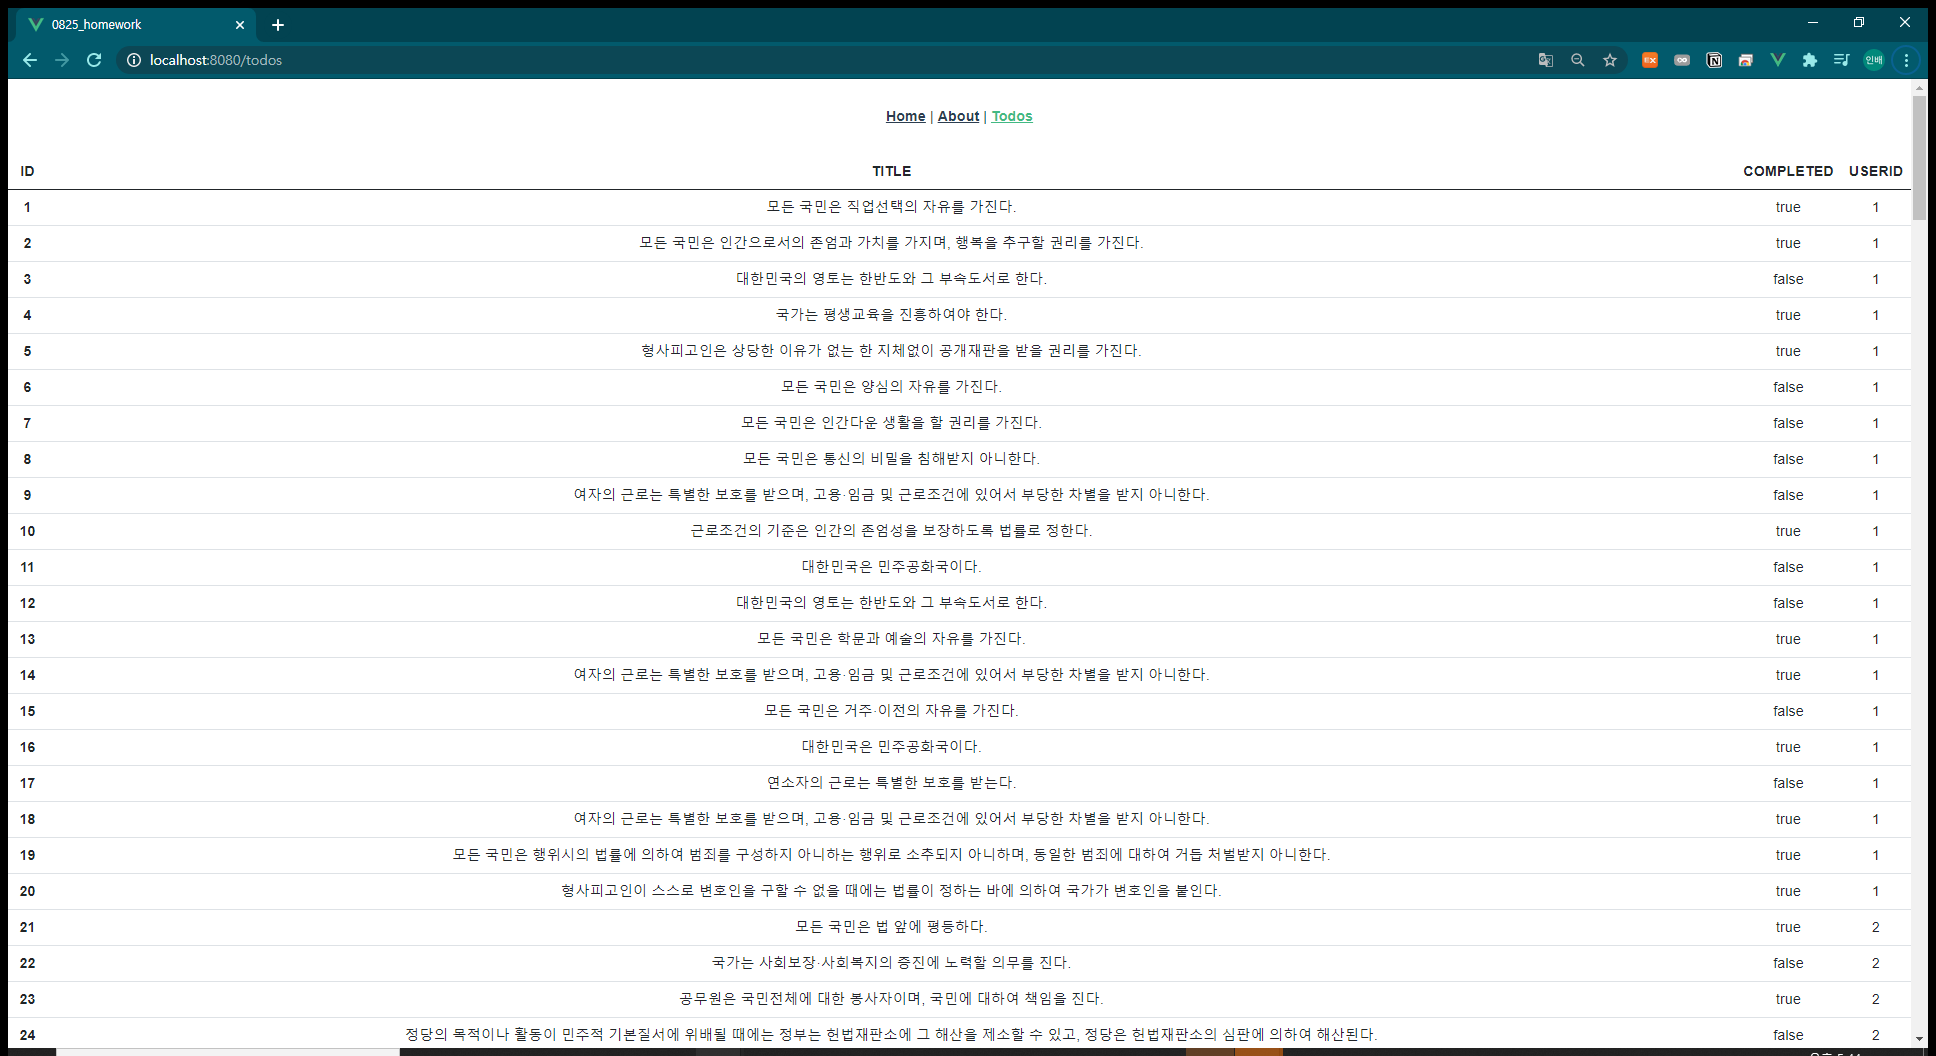 0825_homework
localhost:8080/todos
인배
Home | About | Todos
ID TITLE COMPLETED USERID
1 모든 국민은 직업선택의 자유를 가진다. true 1
2 모든 국민은 인간으로서의 존엄과 가치를 가지며, 행복을 추구할 권리를 가진다. true 1
3 대한민국의 영토는 한반도와 그 부속도서로 한다. false 1
4 국가는 평생교육을 진흥하여야 한다. true 1
5 형사피고인은 상당한 이유가 없는 한 지체없이 공개재판을 받을 권리를 가진다. true 1
6 모든 국민은 양심의 자유를 가진다. false 1
7 모든 국민은 인간다운 생활을 할 권리를 가진다. false 1
8 모든 국민은 통신의 비밀을 침해받지 아니한다. false 1
9 여자의 근로는 특별한 보호를 받으며, 고용·임금 및 근로조건에 있어서 부당한 차별을 받지 아니한다. false 1
10 근로조건의 기준은 인간의 존엄성을 보장하도록 법률로 정한다. true 1
11 대한민국은 민주공화국이다. false 1
12 대한민국의 영토는 한반도와 그 부속도서로 한다. false 1
13 모든 국민은 학문과 예술의 자유를 가진다. true 1
14 여자의 근로는 특별한 보호를 받으며, 고용·임금 및 근로조건에 있어서 부당한 차별을 받지 아니한다. true 1
15 모든 국민은 거주·이전의 자유를 가진다. false 1
16 대한민국은 민주공화국이다. true 1
17 연소자의 근로는 특별한 보호를 받는다. false 1
18 여자의 근로는 특별한 보호를 받으며, 고용·임금 및 근로조건에 있어서 부당한 차별을 받지 아니한다. true 1
19 모든 국민은 행위시의 법률에 의하여 범죄를 구성하지 아니하는 행위로 소추되지 아니하며, 동일한 범죄에 대하여 거듭 처벌받지 아니한다. true 1
20 형사피고인이 스스로 변호인을 구할 수 없을 때에는 법률이 정하는 바에 의하여 국가가 변호인을 붙인다. true 1
21 모든 국민은 법 앞에 평등하다. true 2
22 국가는 사회보장·사회복지의 증진에 노력할 의무를 진다. false 2
23 공무원은 국민전체에 대한 봉사자이며, 국민에 대하여 책임을 진다. true 2
24 정당의 목적이나 활동이 민주적 기본질서에 위배될 때에는 정부는 헌법재판소에 그 해산을 제소할 수 있고, 정당은 헌법재판소의 심판에 의하여 해산된다. false 2